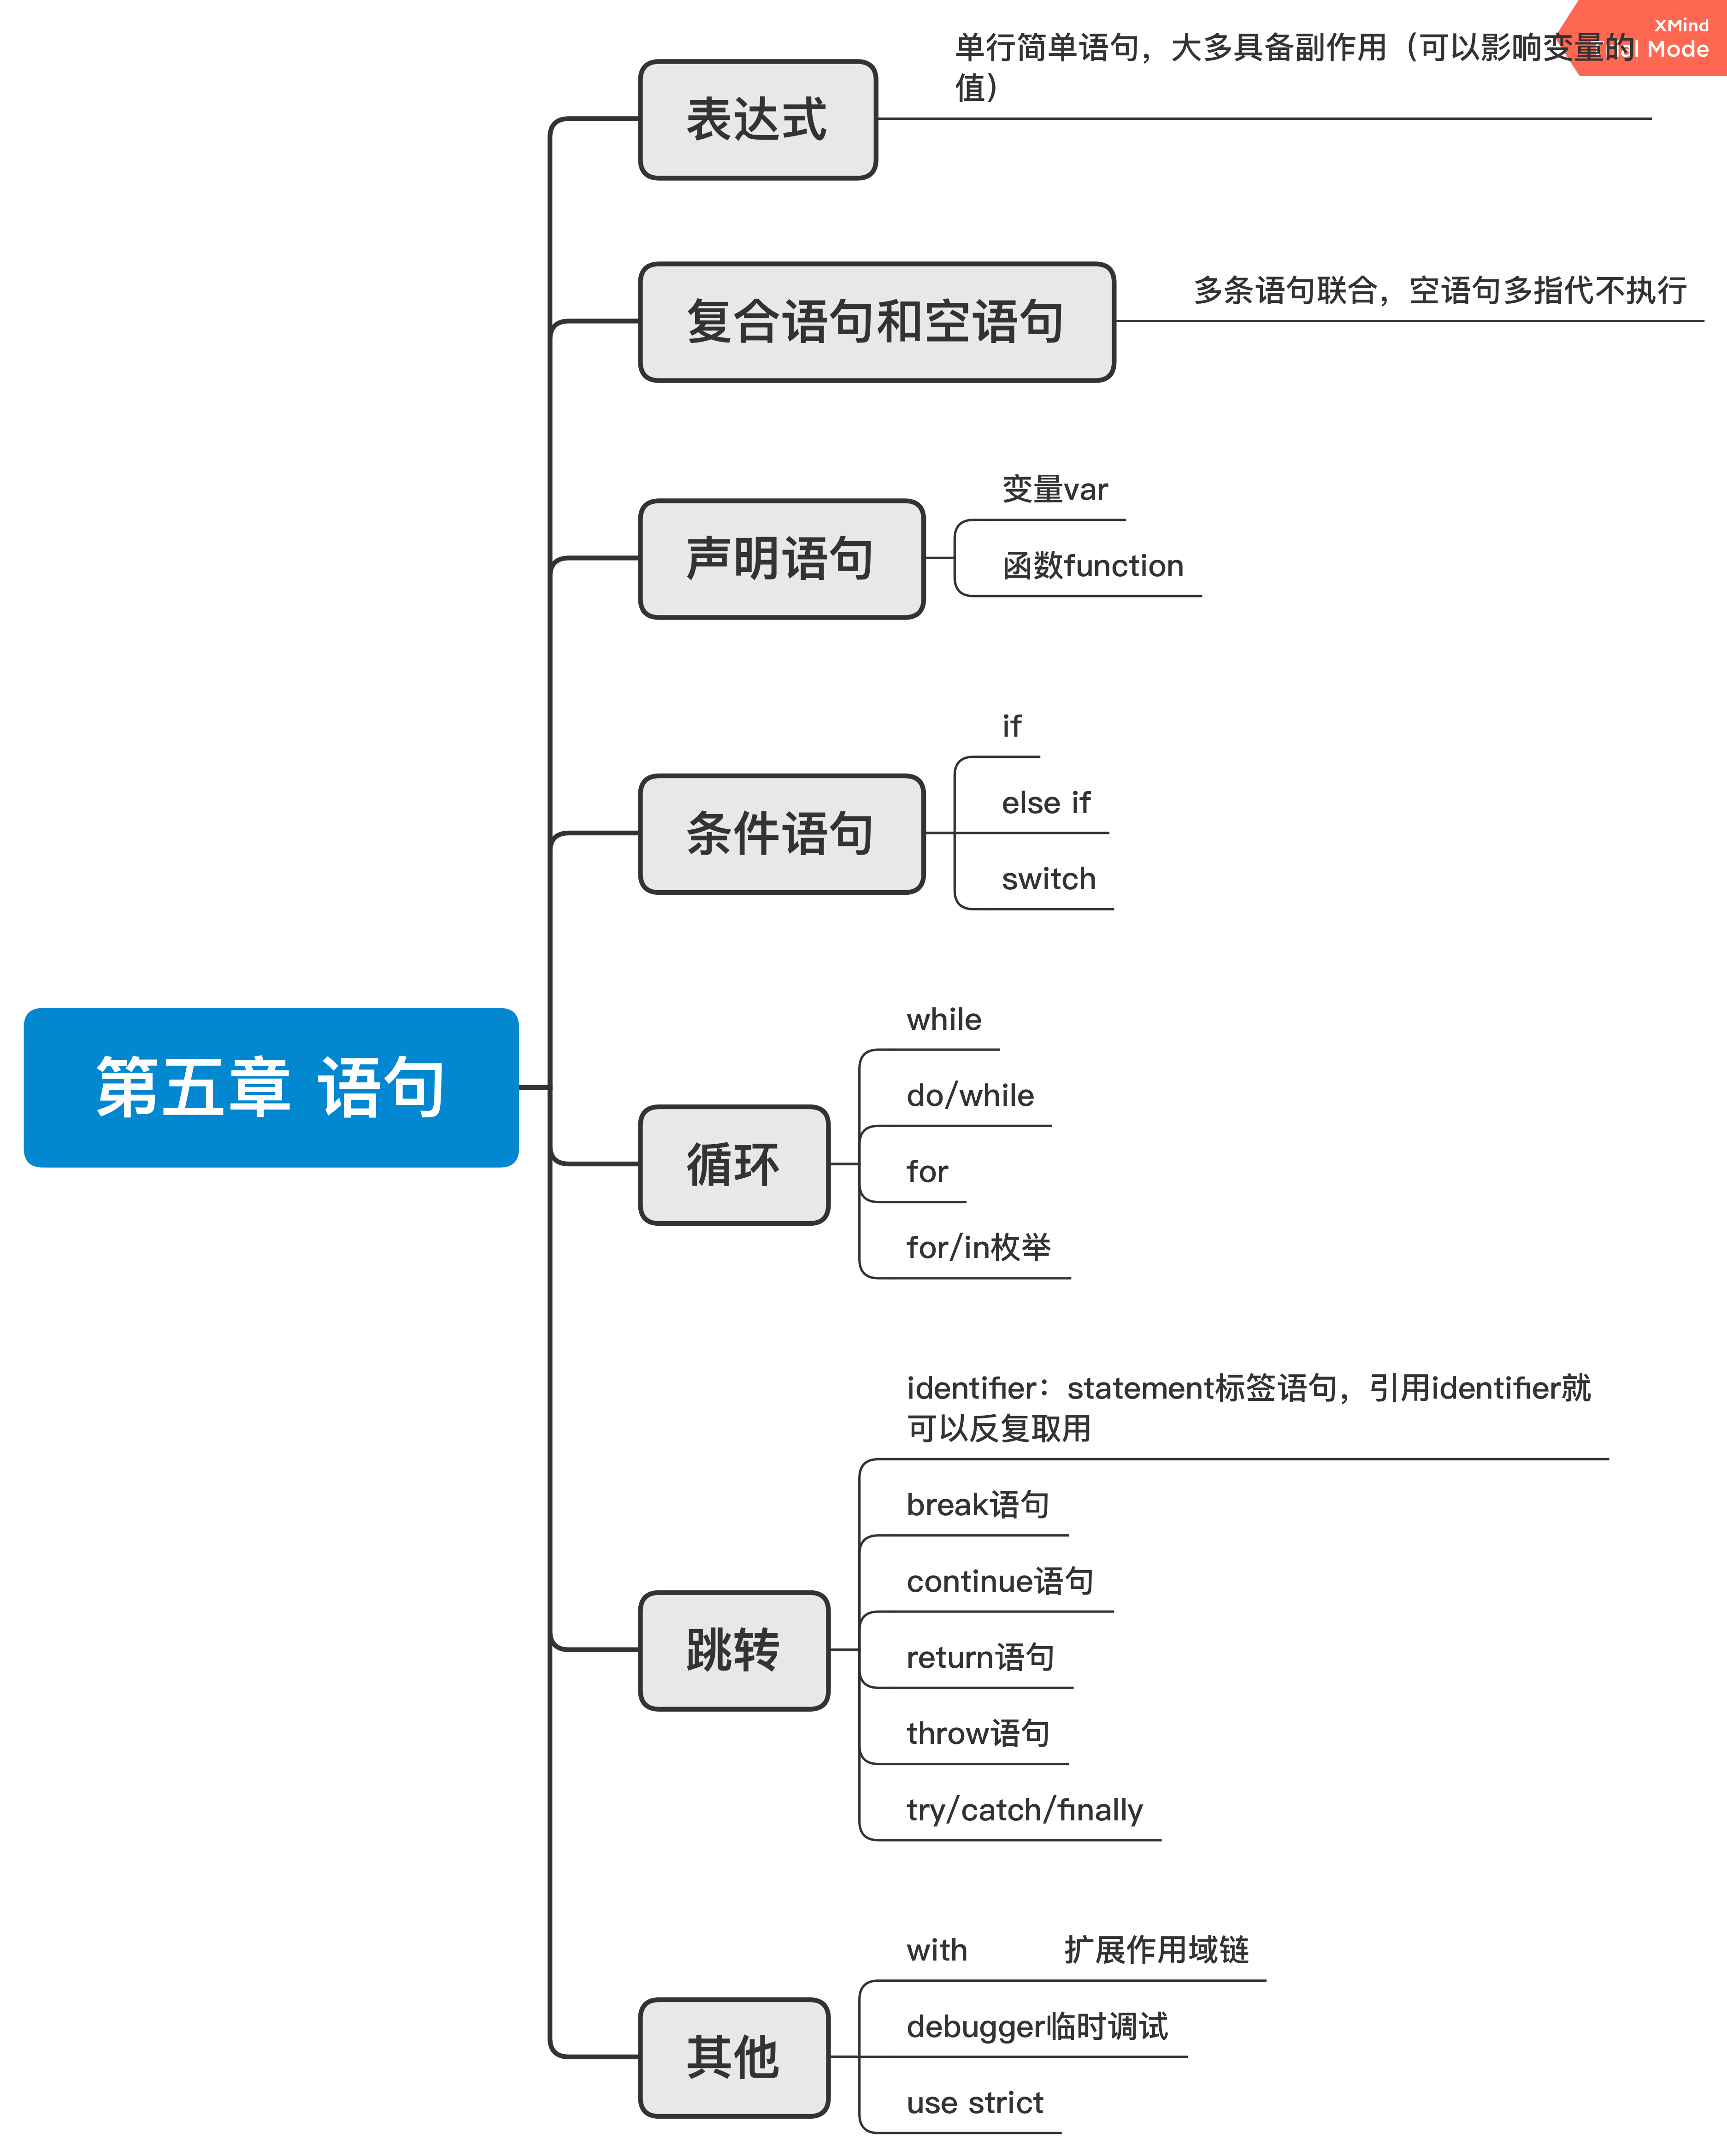 XMind
Mode
单行简单语句，大多具备副作用（可以影响变量的
值）
表达式
复合语句和空语句
多条语句联合，空语句多指代不执行
声明语句
变量var
函数function
条件语句
if
else if
switch
第五章 语句
循环
while
do/while
for
for/in枚举
跳转
identifier：statement标签语句，引用identifier就
可以反复取用
break语句
continue语句
return语句
throw语句
try/catch/finally
其他
with 扩展作用域链
debugger临时调试
use strict